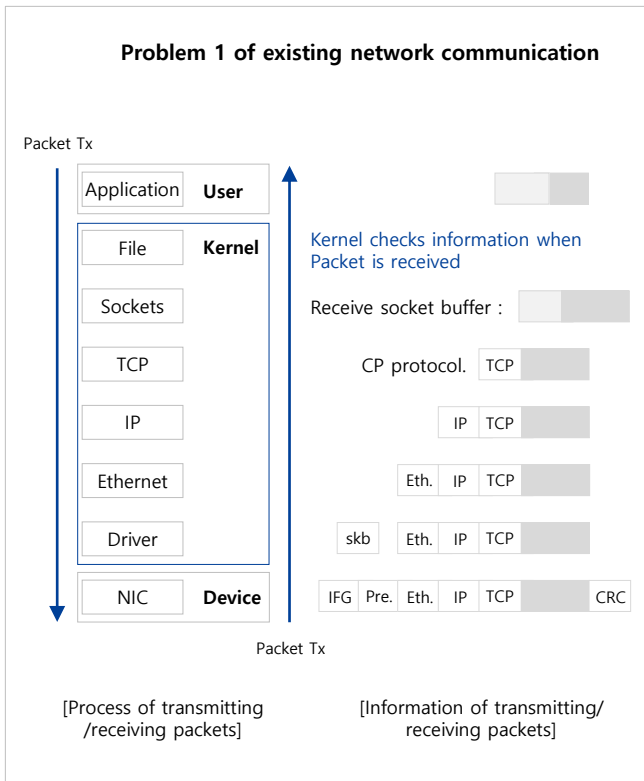 Problem 1 of existing network communication
Packet Tx
Application User
File Kernel
Kernel checks information when
Packet is received
Sockets
Receive socket buffer :
TCP
CP protocol. TCP
IP
IP TCP
Ethernet
Eth. IP TCP
Driver
skb Eth. IP TCP
NIC Device
IFG Pre. Eth. IP TCP CRC
Packet Tx
[Process of transmitting
/receiving packets]
[Information of transmitting/
receiving packets]